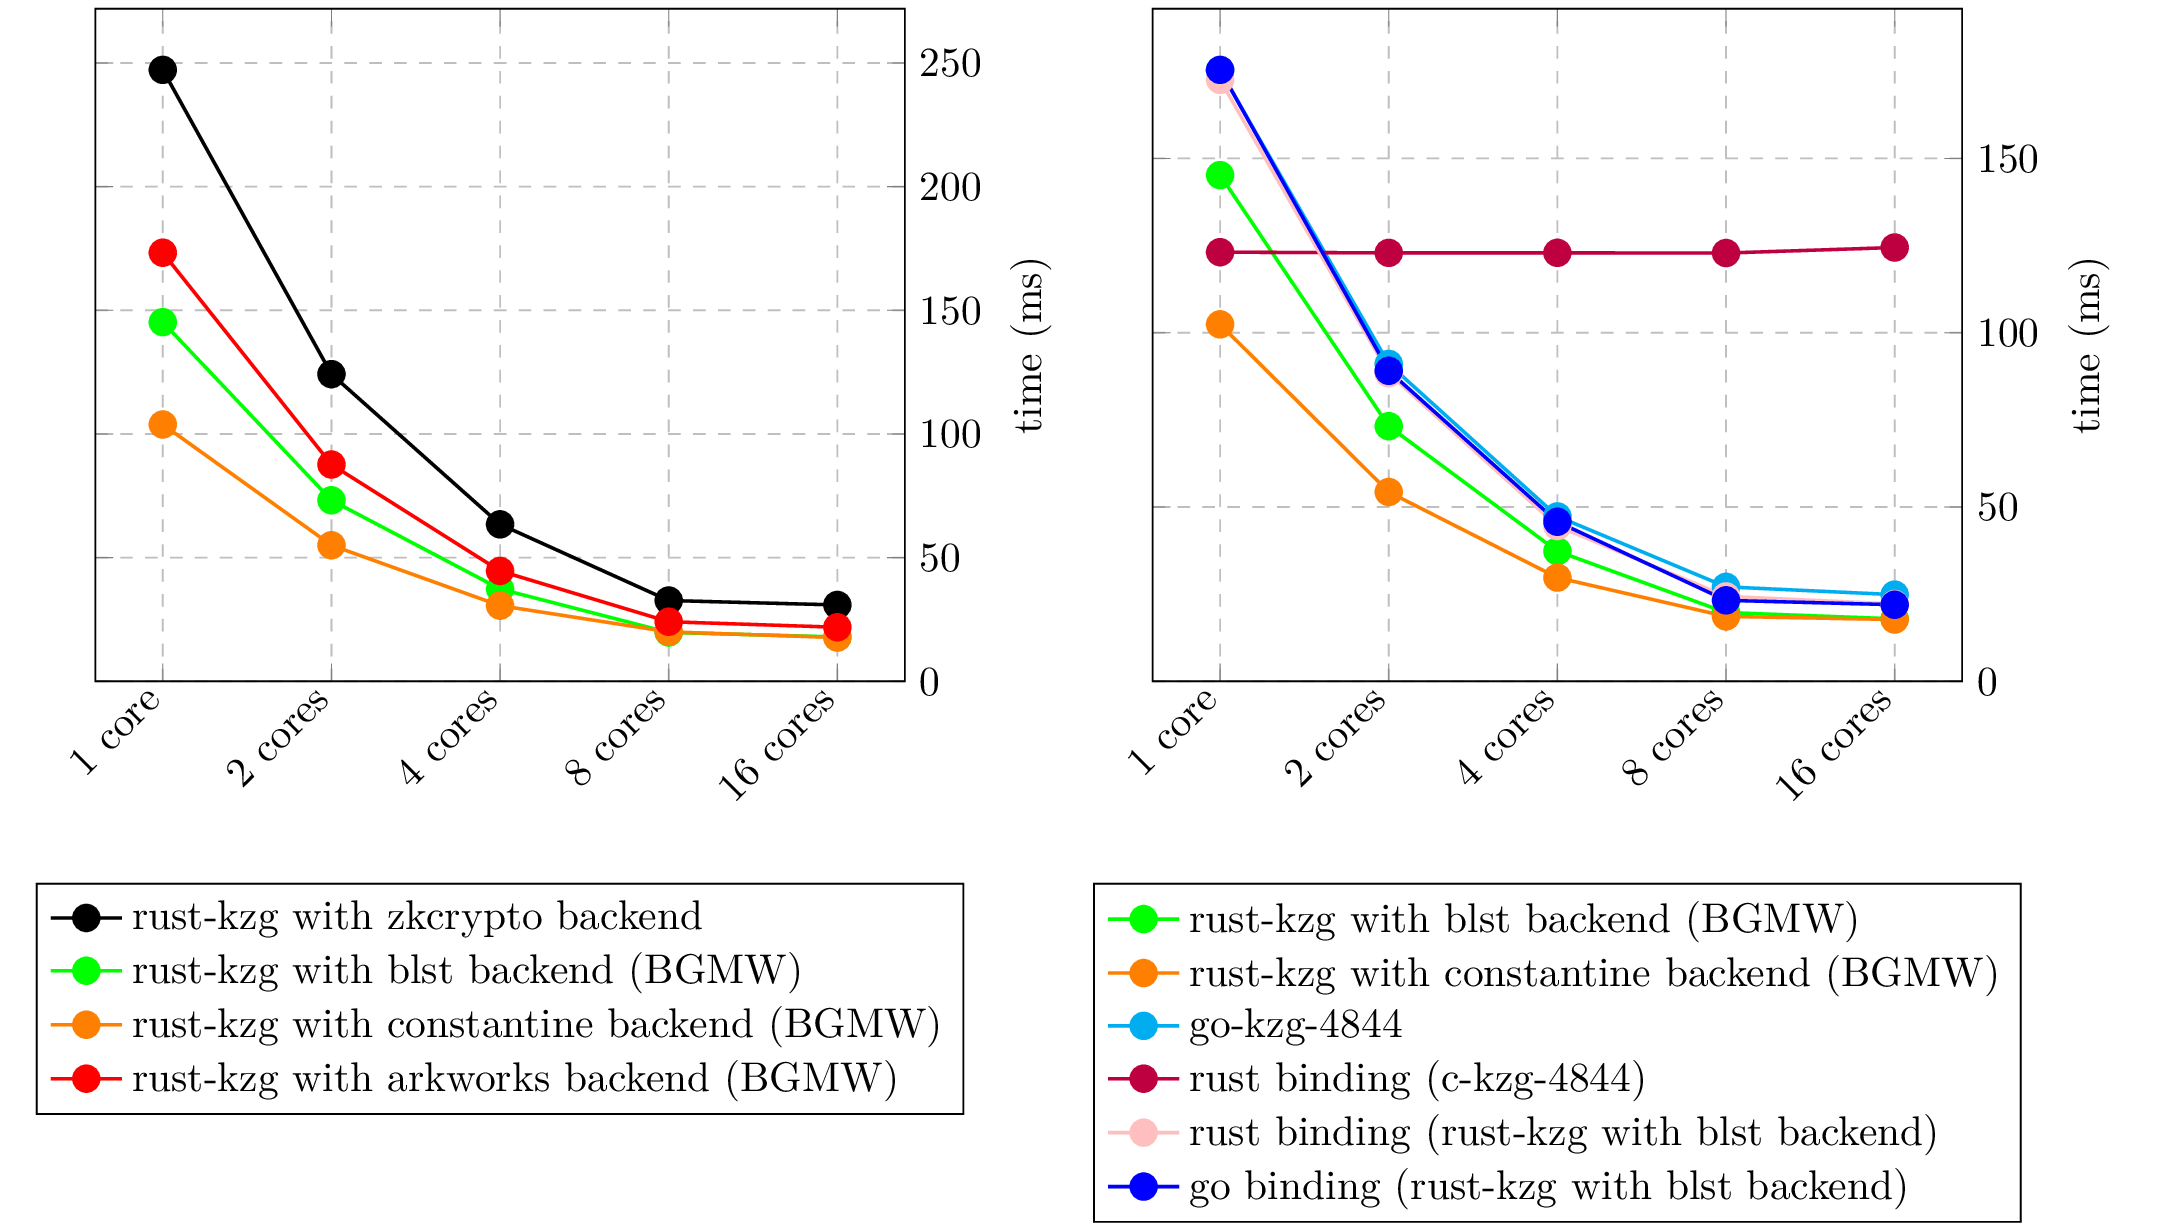 250
200
150
100
50
0
time (ms)
1 core
2 cores
4 cores
8 cores
16 cores
rust-kzg with zkcrypto backend
rust-kzg with blst backend (BGMW)
rust-kzg with constantine backend (BGMW)
rust-kzg with arkworks backend (BGMW)
150
100
50
0
time (ms)
1 core
2 cores
4 cores
8 cores
16 cores
rust-kzg with blst backend (BGMW)
rust-kzg with constantine backend (BGMW)
go-kzg-4844
rust binding (c-kzg-4844)
rust binding (rust-kzg with blst backend)
go binding (rust-kzg with blst backend)